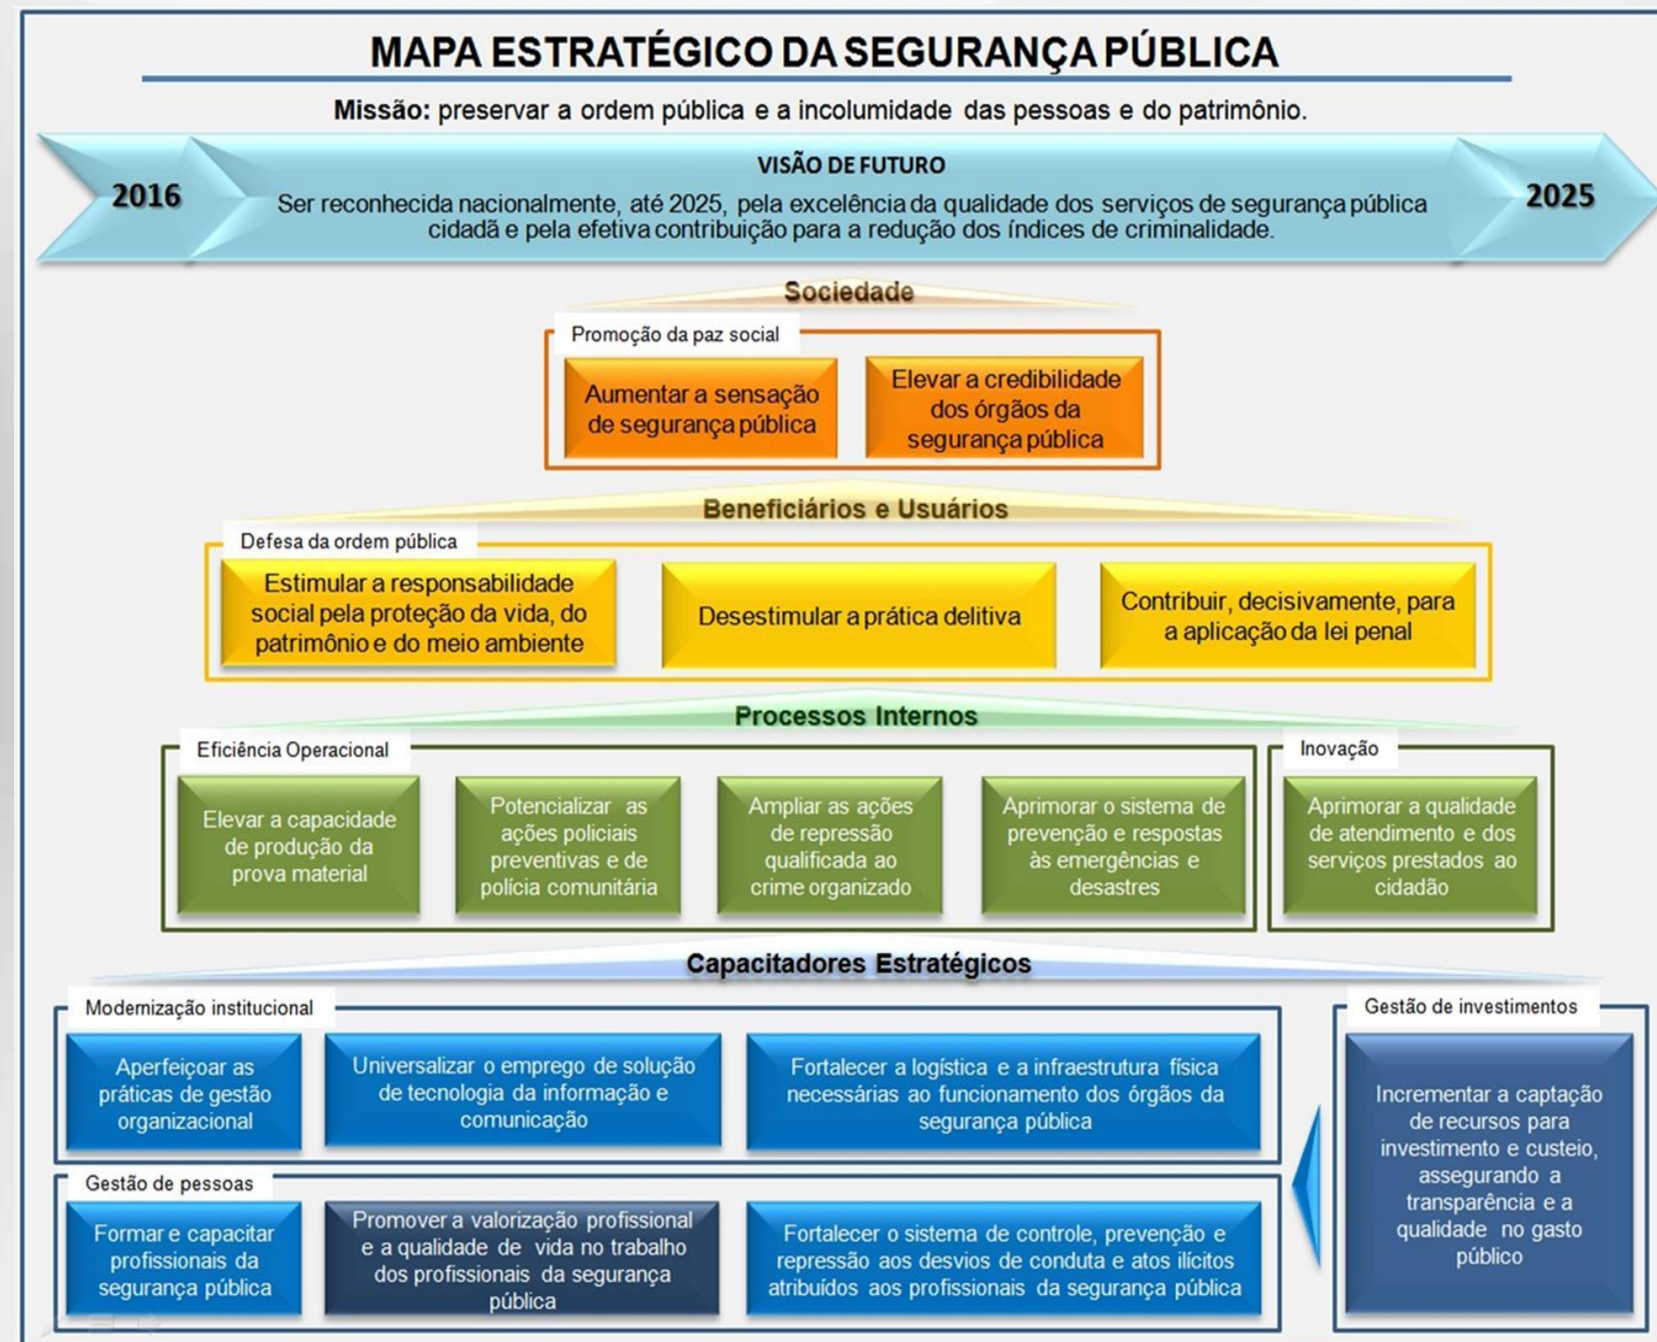 MAPA ESTRATÉGICO DA SEGURANÇA PÚBLICA
Missão: preservar a ordem pública e a incolumidade das pessoas e do patrimônio.
2016
VISÃO DE FUTURO
Ser reconhecida nacionalmente, até 2025, pela excelência da qualidade dos serviços de segurança pública
cidadã e pela efetiva contribuição para a redução dos índices de criminalidade.
2025
Sociedade
Promoção da paz social
Aumentar a sensação
de segurança pública
Elevar a credibilidade
dos órgãos da
segurança pública
Beneficiários e Usuários
Defesa da ordem pública
Estimular a responsabilidade
social pela proteção da vida, do
patrimônio e do meio ambiente
Desestimular a prática delitiva
Contribuir, decisivamente, para
a aplicação da lei penal
Processos Internos
Eficiência Operacional
Elevar a capacidade
de produção da
prova material
Potencializar as
ações policiais
preventivas e de
polícia comunitária
Ampliar as ações
de repressão
qualificada ao
crime organizado
Aprimorar o sistema de
prevenção e respostas
às emergências e
desastres
Inovação
Aprimorar a qualidade
de atendimento e dos
serviços prestados ao
cidadão
Capacitadores Estratégicos
Modernização institucional
Aperfeiçoar as
práticas de gestão
organizacional
Universalizar o emprego de solução
de tecnologia da informação e
comunicação
Fortalecer a logística e a infraestrutura física
necessárias ao funcionamento dos órgãos da
segurança pública
Gestão de pessoas
Formar e capacitar
profissionais da
segurança pública
Promover a valorização profissional
e a qualidade de vida no trabalho
dos profissionais da segurança
pública
Fortalecer o sistema de controle, prevenção e
repressão aos desvios de conduta e atos ilícitos
atribuídos aos profissionais da segurança pública
Gestão de investimentos
Incrementar a captação
de recursos para
investimento e custeio,
assegurando a
transparência e a
qualidade no gasto
público